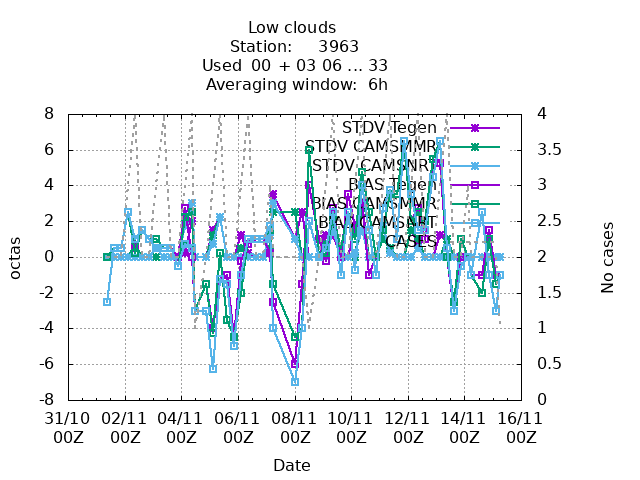 Low clouds
Station: 3963
Used 00 + 03 06 ... 33
Averaging window: 6h
8
6
4
2
0
-2
-4
-6
-8
octas
4
3.5
3
2.5
2
1.5
1
0.5
0
No cases
STDV Tegen
STDV CAMSMMR
STDV CAMSNRT
BIAS Tegen
BIAS CAMSMMR
BIAS CAMSNRT
CASES
31/10 02/11 04/11 06/11 08/11 10/11 12/11 14/11 16/11
00Z 00Z 00Z 00Z 00Z 00Z 00Z 00Z 00Z
Date